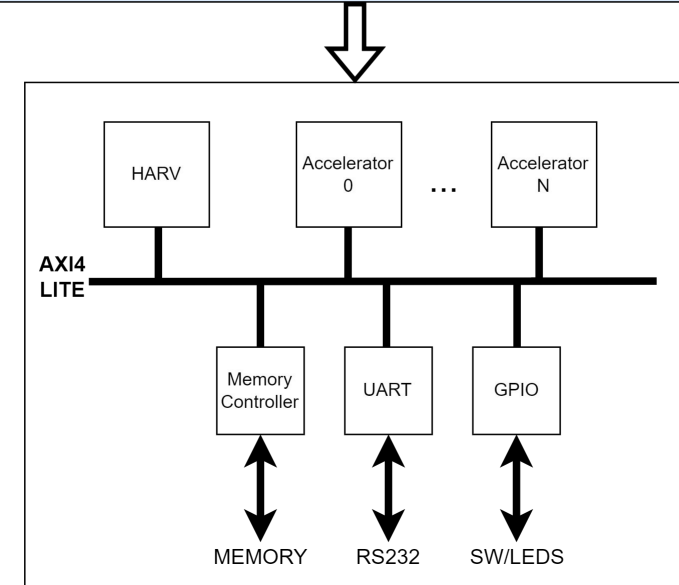 HARV
Accelerator
0
...
Accelerator
N
AXI4
LITE
Memory
Controller
UART
GPIO
MEMORY
RS232
SW/LEDS